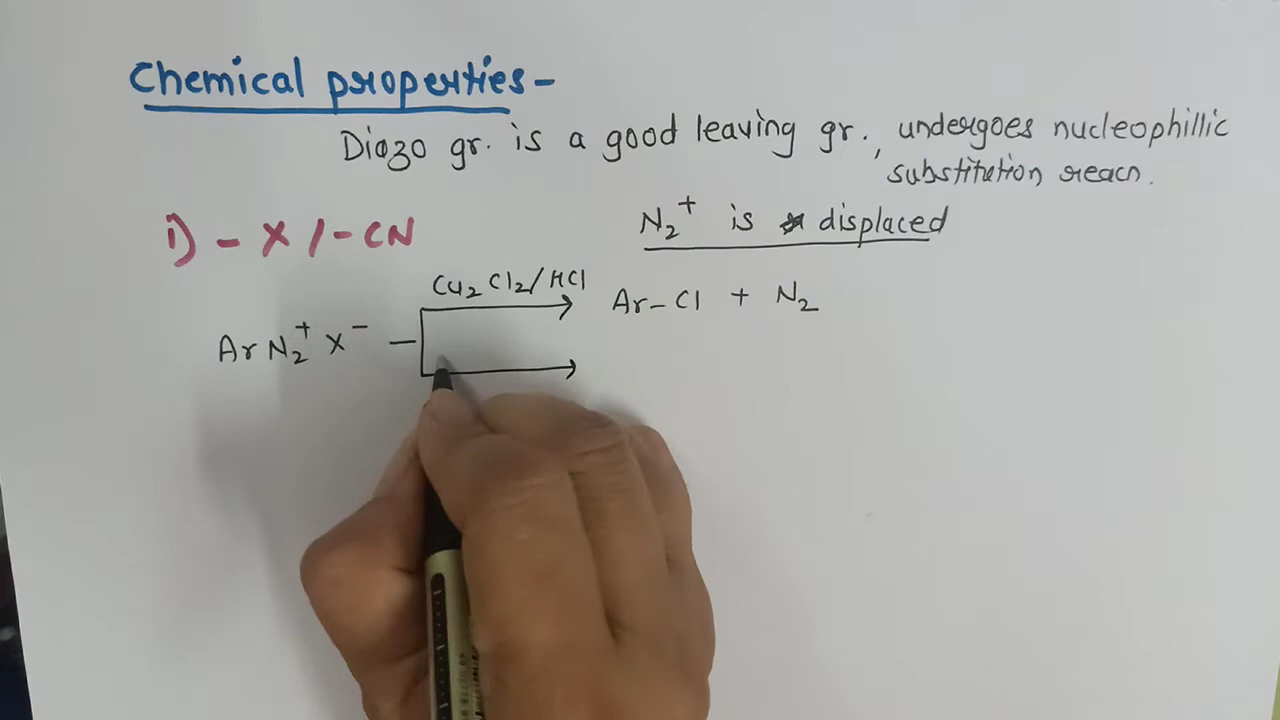 Chemical properties -
Diazo gr. is a good leaving gr., undergoes nucleophillic
substitution reacn.
N₂⁺ is displaced
1) - X / - CN
Cu₂Cl₂/HCl
Ar-Cl + N₂
ArN₂⁺X⁻